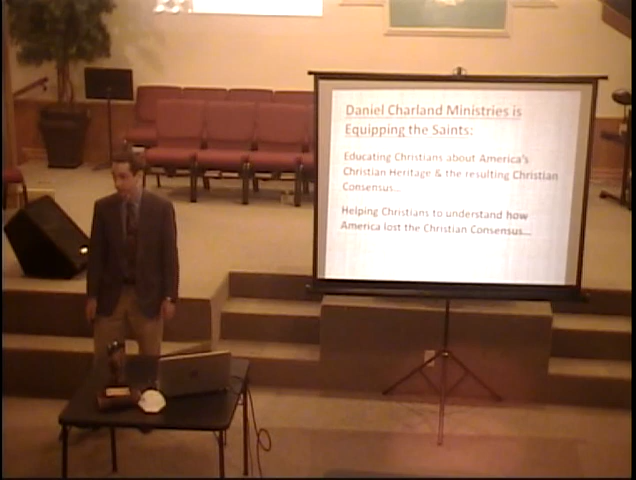 Daniel Charland Ministries is
Equipping the Saints:
Educating Christians about America's
Christian Heritage & the resulting Christian
Consensus...
Helping Christians to understand how
America lost the Christian Consensus...